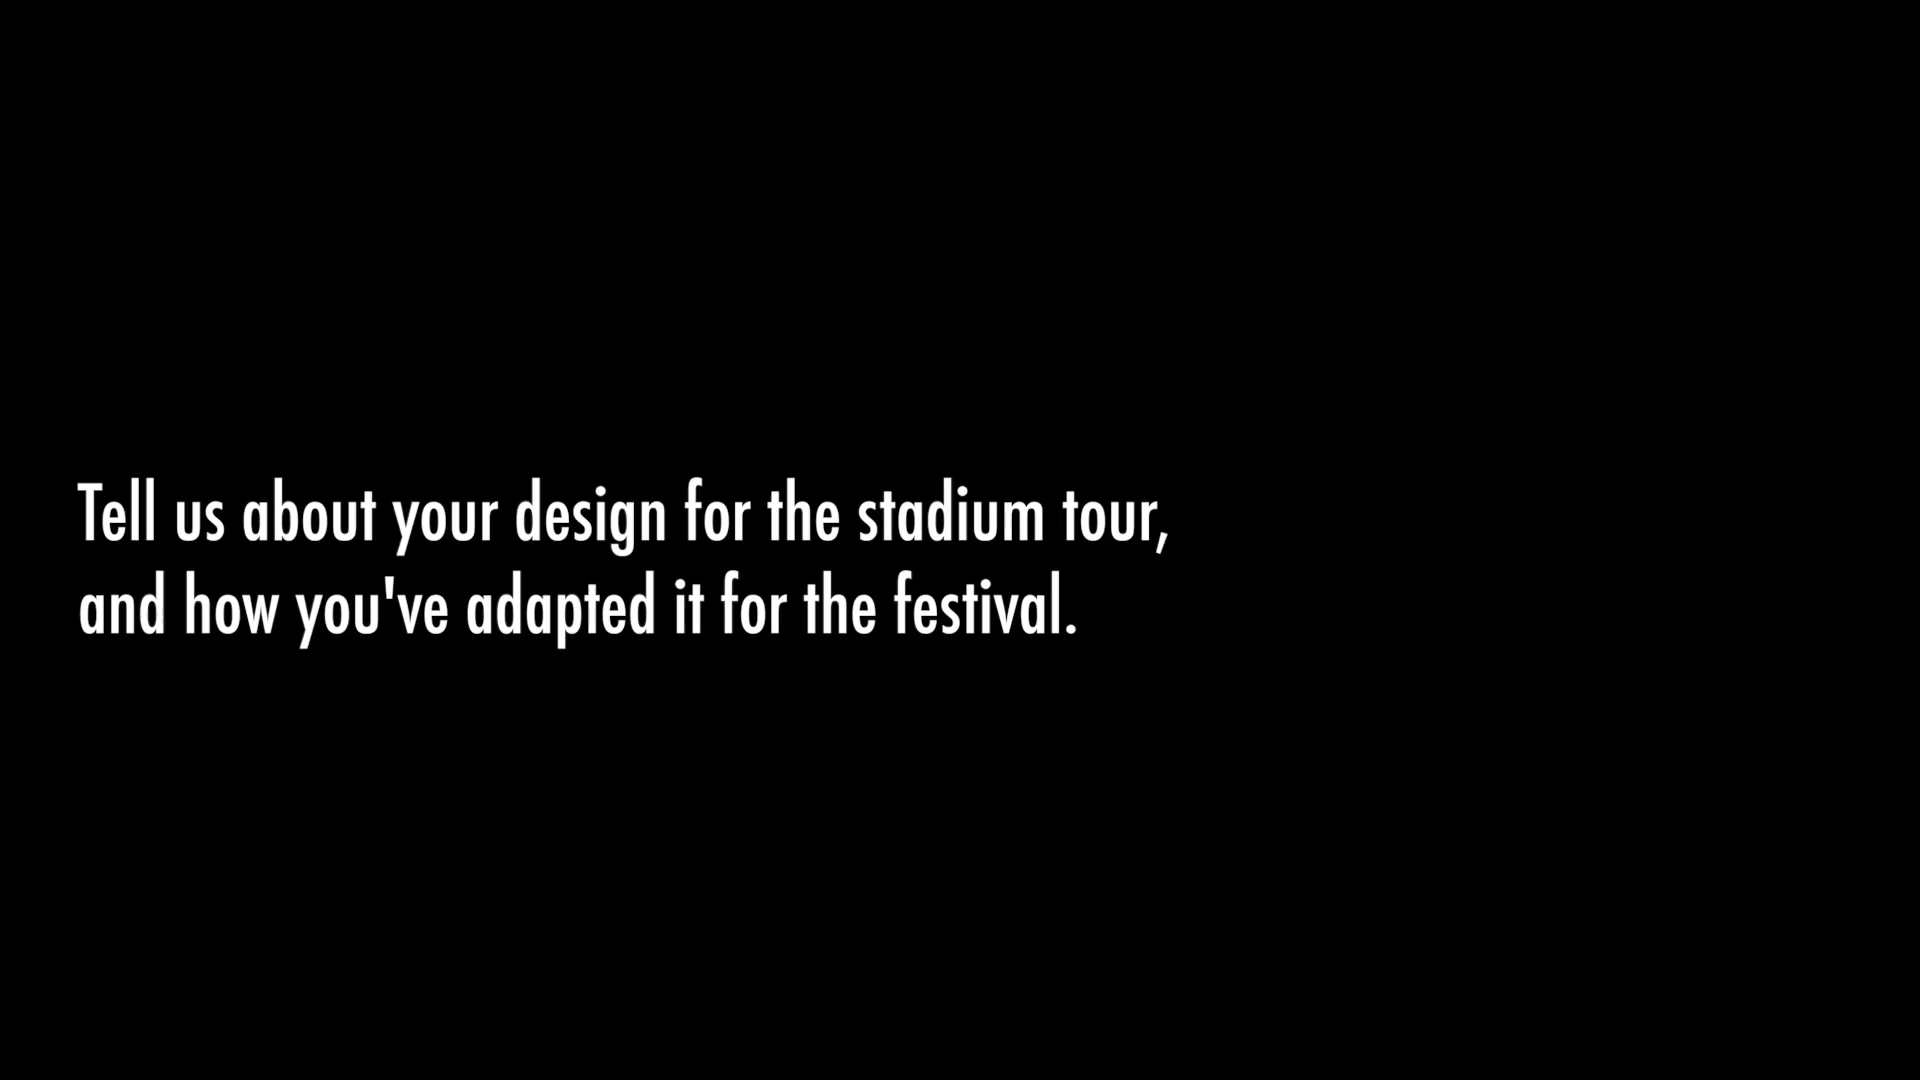 Tell us about your design for the stadium tour,
and how you've adapted it for the festival.